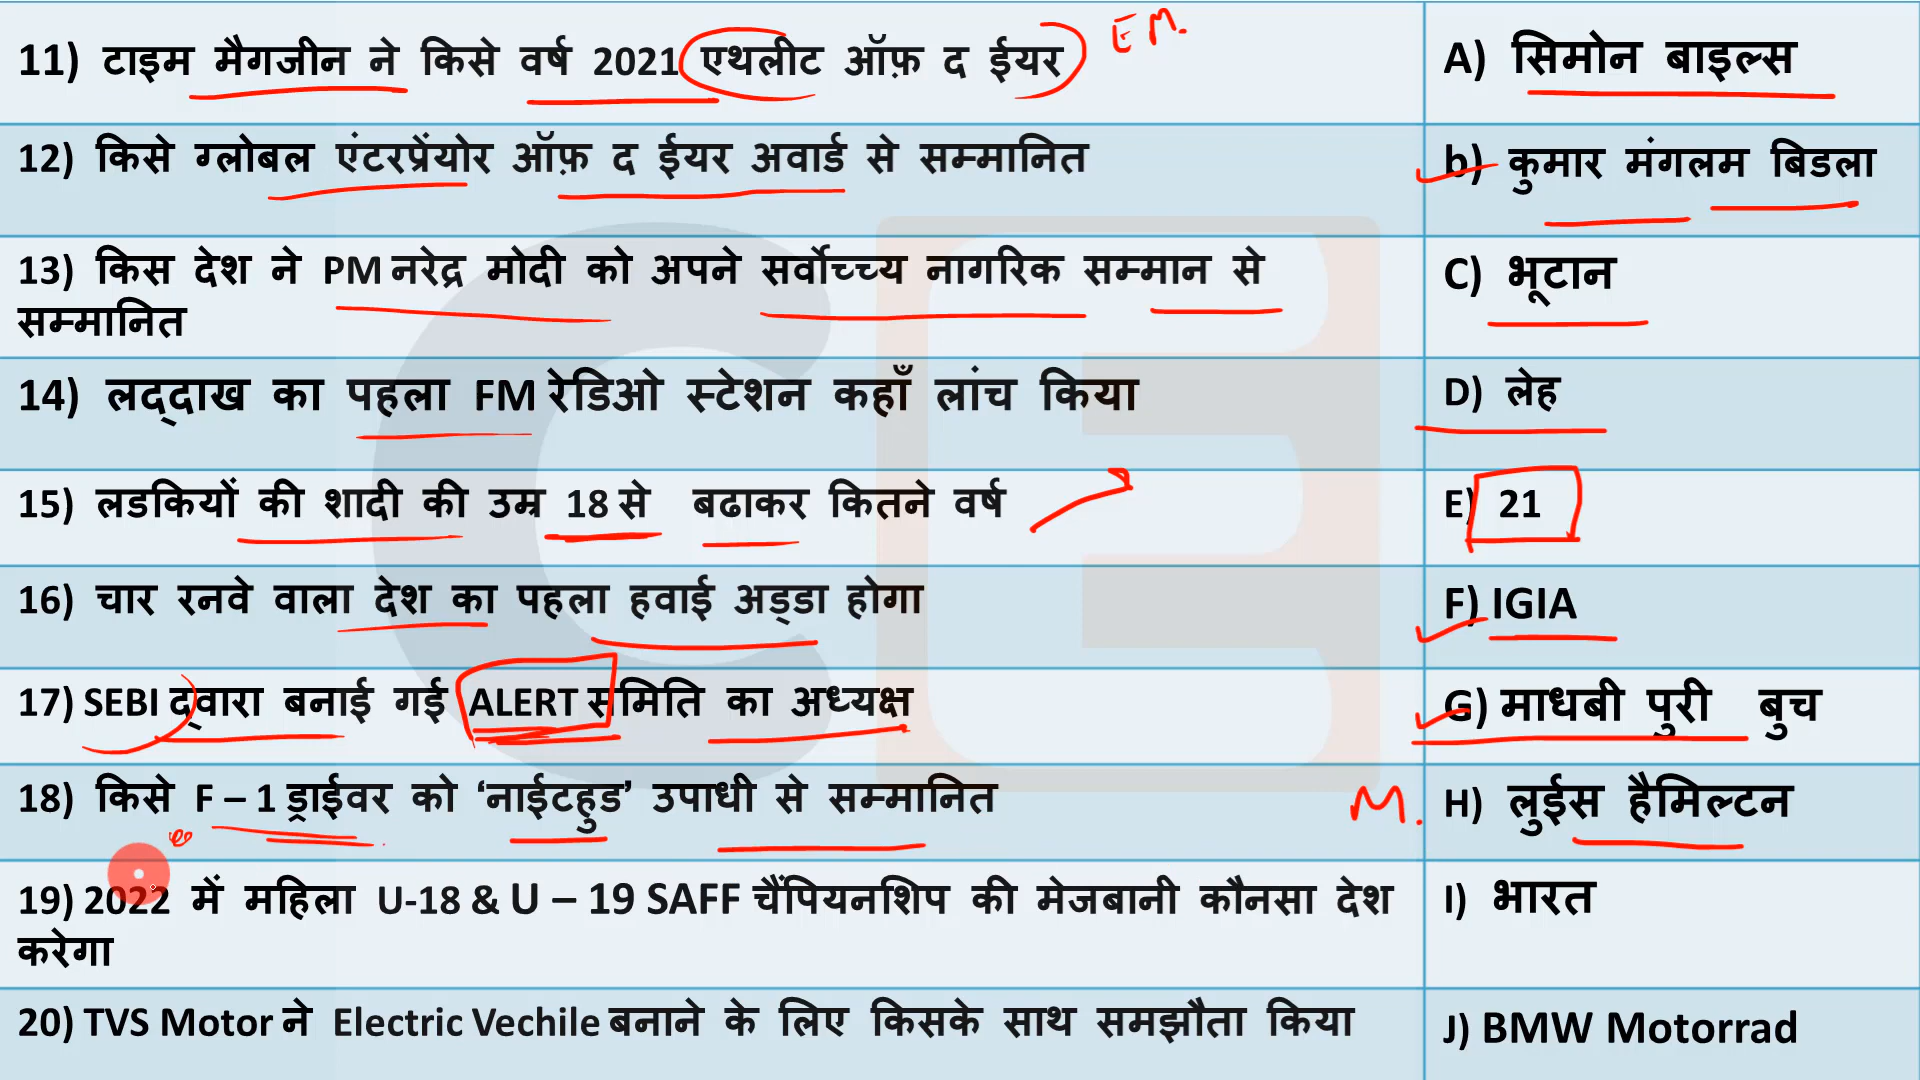 11) टाइम मैगजीन ने किसे वर्ष 2021 एथलीट ऑफ़ द ईयर
EM.
A) सिमोन बाइल्स
12) किसे ग्लोबल एंटरप्रेंयोर ऑफ़ द ईयर अवार्ड से सम्मानित
b) कुमार मंगलम बिडला
13) किस देश ने PM नरेद्र मोदी को अपने सर्वोच्च्य नागरिक सम्मान से
सम्मानित
C) भूटान
14) लद्दाख का पहला FM रेडिओ स्टेशन कहाँ लांच किया
D) लेह
15) लडकियों की शादी की उम्र 18 से बढाकर कितने वर्ष
E) 21
16) चार रनवे वाला देश का पहला हवाई अड्डा होगा
F) IGIA
17) SEBI द्वारा बनाई गई ALERT समिति का अध्यक्ष
G) माधबी पुरी बुच
18) किसे F – 1 ड्राईवर को ‘नाईटहुड’ उपाधी से सम्मानित
M.
H) लुईस हैमिल्टन
19) 2022 में महिला U-18 & U – 19 SAFF चैंपियनशिप की मेजबानी कौनसा देश
करेगा
I) भारत
20) TVS Motor ने Electric Vechile बनाने के लिए किसके साथ समझौता किया
J) BMW Motorrad
CE